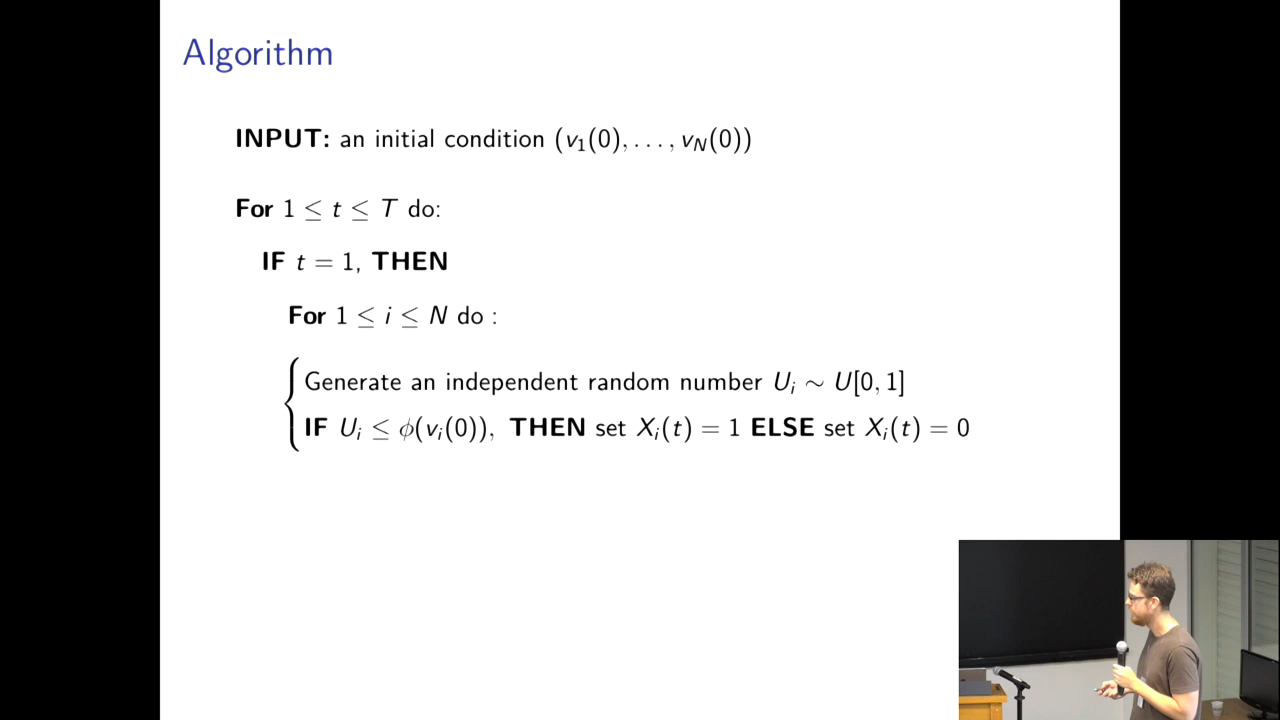 Algorithm
INPUT: an initial condition (v₁(0), . . . , v_N(0))
For 1 ≤ t ≤ T do:
IF t = 1, THEN
For 1 ≤ i ≤ N do :
Generate an independent random number Uᵢ ∼ U[0, 1]
IF Uᵢ ≤ ϕ(vᵢ(0)), THEN set Xᵢ(t) = 1 ELSE set Xᵢ(t) = 0